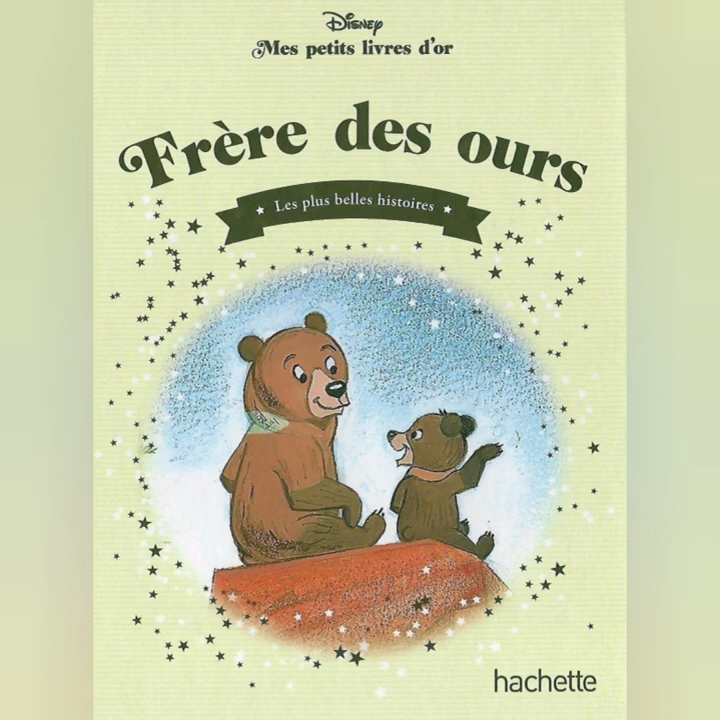 Disney
Mes petits livres d'or
Frère des ours
Les plus belles histoires
hachette